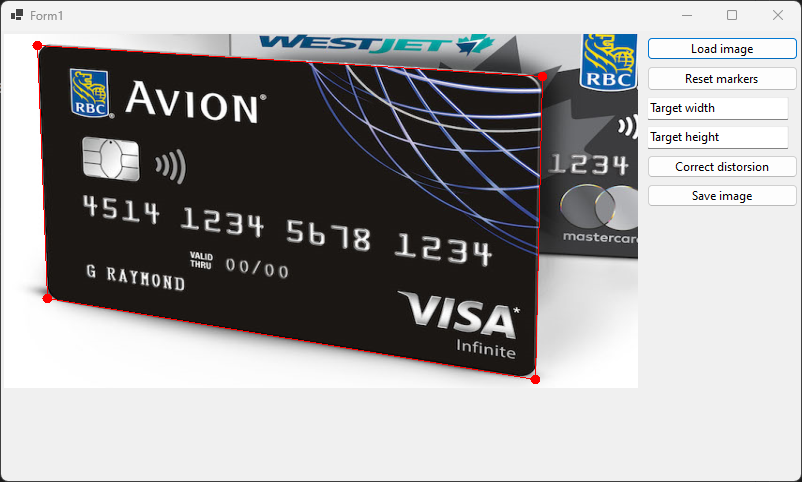 Form1
WESTJET
RBC
Load image
Reset markers
Target width
Target height
Correct distorsion
Save image
RBC®
AVION®
1234
mastercard
4514 1234 5678 1234
VALID THRU 00/00
G RAYMOND
VISA*
Infinite